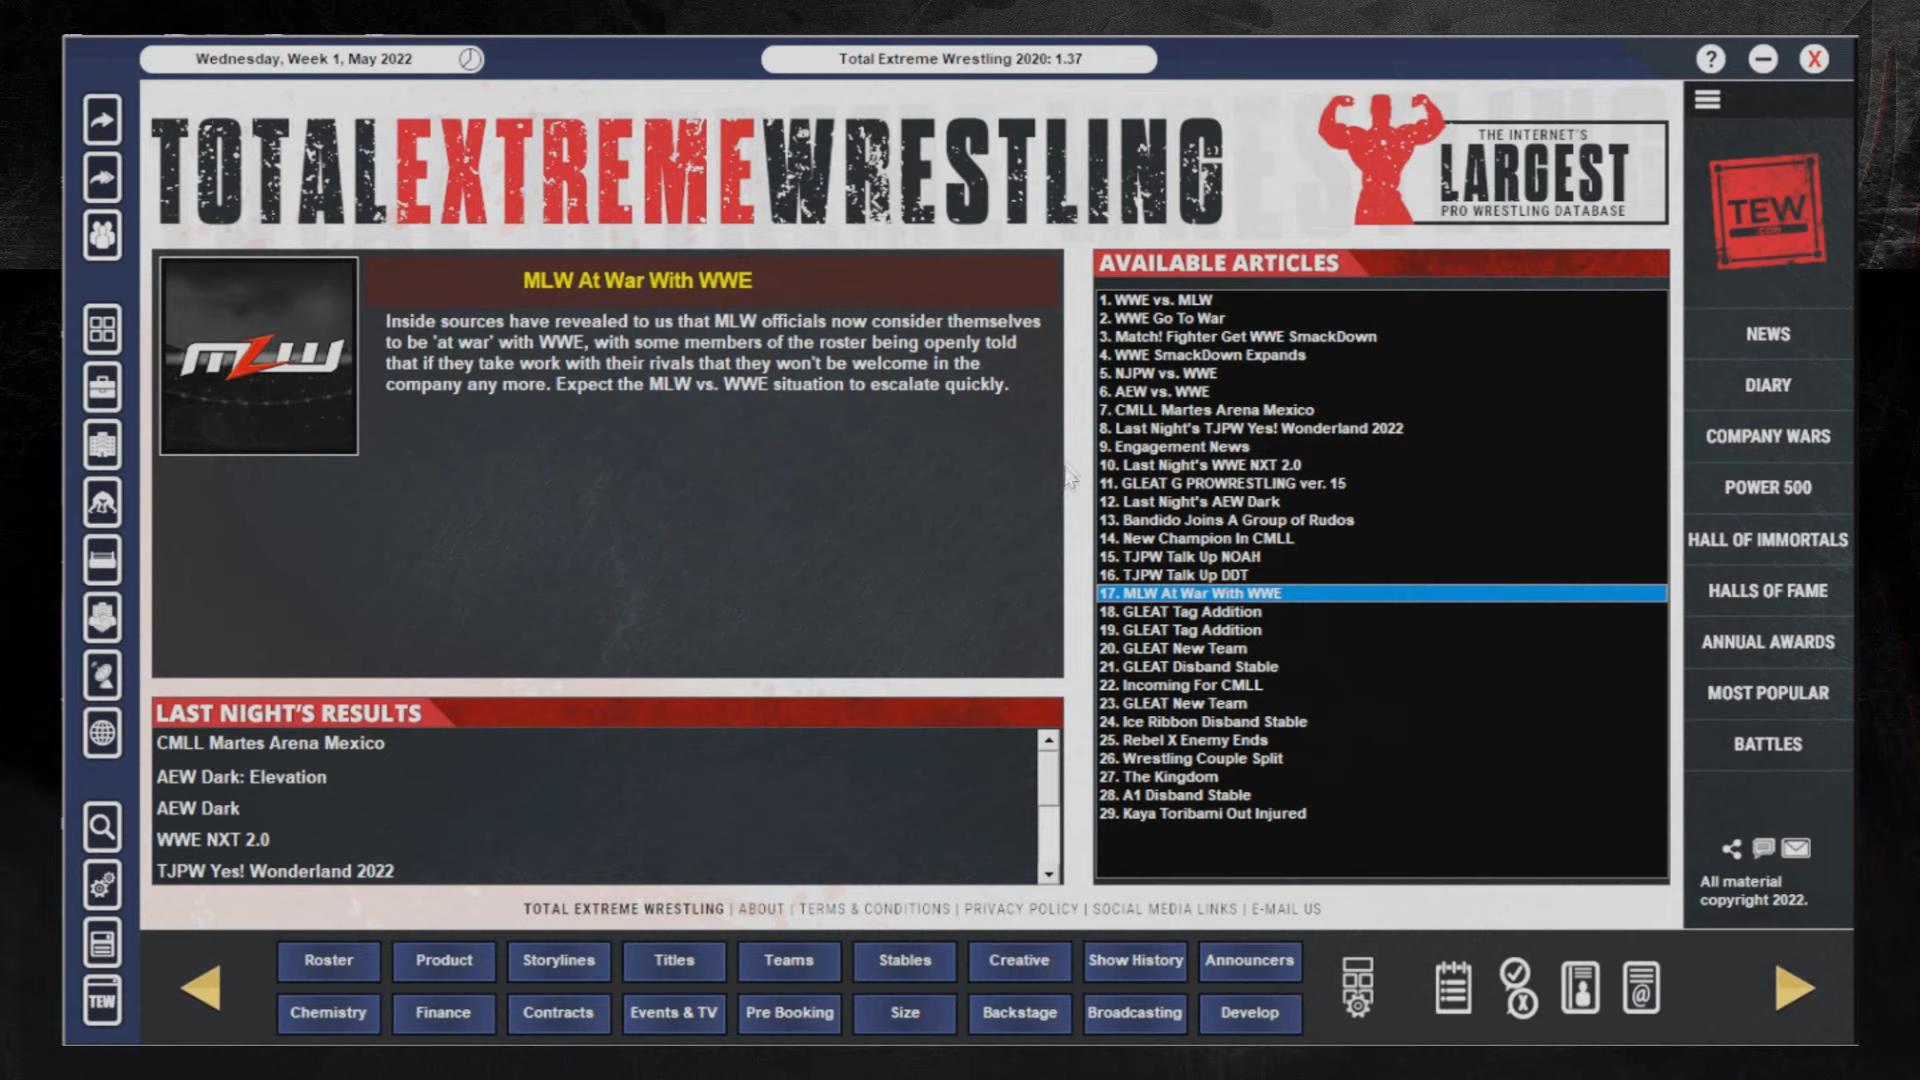 Wednesday, Week 1, May 2022
Total Extreme Wrestling 2020: 1.37
?
X
TOTALEXTREMEWRESTLING
THE INTERNET'S
LARGEST
PRO WRESTLING DATABASE
TEW
.COM
MLW At War With WWE
MLW
Inside sources have revealed to us that MLW officials now consider themselves
to be 'at war' with WWE, with some members of the roster being openly told
that if they take work with their rivals that they won't be welcome in the
company any more. Expect the MLW vs. WWE situation to escalate quickly.
LAST NIGHT'S RESULTS
CMLL Martes Arena Mexico
AEW Dark: Elevation
AEW Dark
WWE NXT 2.0
TJPW Yes! Wonderland 2022
AVAILABLE ARTICLES
1. WWE vs. MLW
2. WWE Go To War
3. Match! Fighter Get WWE SmackDown
4. WWE SmackDown Expands
5. NJPW vs. WWE
6. AEW vs. WWE
7. CMLL Martes Arena Mexico
8. Last Night's TJPW Yes! Wonderland 2022
9. Engagement News
10. Last Night's WWE NXT 2.0
11. GLEAT G PROWRESTLING ver. 15
12. Last Night's AEW Dark
13. Bandido Joins A Group of Rudos
14. New Champion In CMLL
15. TJPW Talk Up NOAH
16. TJPW Talk Up DDT
17. MLW At War With WWE
18. GLEAT Tag Addition
19. GLEAT Tag Addition
20. GLEAT New Team
21. GLEAT Disband Stable
22. Incoming For CMLL
23. GLEAT New Team
24. Ice Ribbon Disband Stable
25. Rebel X Enemy Ends
26. Wrestling Couple Split
27. The Kingdom
28. A1 Disband Stable
29. Kaya Toribami Out Injured
NEWS
DIARY
COMPANY WARS
POWER 500
HALL OF IMMORTALS
HALLS OF FAME
ANNUAL AWARDS
MOST POPULAR
BATTLES
All material
copyright 2022.
TOTAL EXTREME WRESTLING | ABOUT | TERMS & CONDITIONS | PRIVACY POLICY | SOCIAL MEDIA LINKS | E-MAIL US
TEW
Roster Product Storylines Titles Teams Stables Creative Show History Announcers
Chemistry Finance Contracts Events & TV Pre Booking Size Backstage Broadcasting Develop